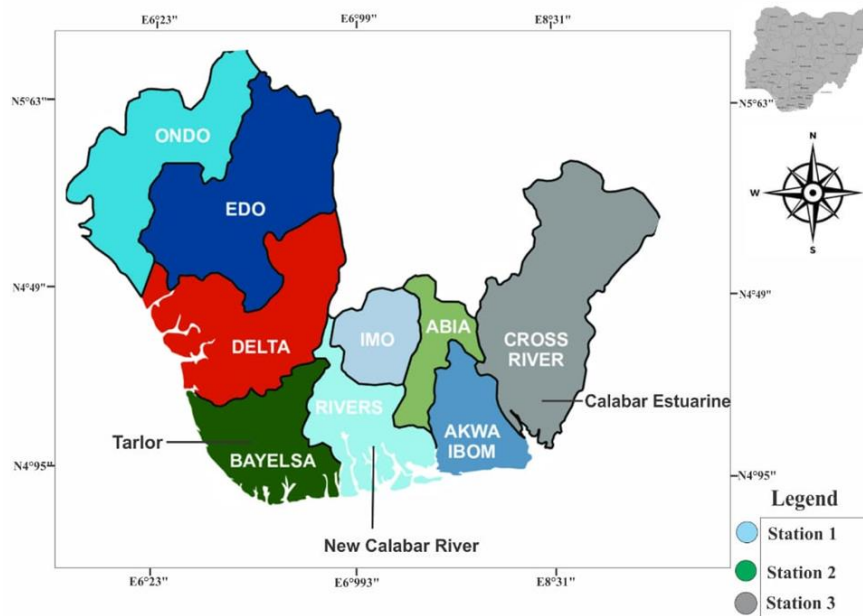 E6°23" E6°99 E8°31
N5°63" N5°63"
ONDO
EDO
N
W E
S
N4°49" N4°49"
DELTA IMO ABIA CROSS
RIVER
Calabar Estuarine
RIVERS
Tarlor
BAYELSA
AKWA
IBOM
N4°95" N4°95"
New Calabar River
E6°23" E6°993" E8°31
Legend
Station 1
Station 2
Station 3